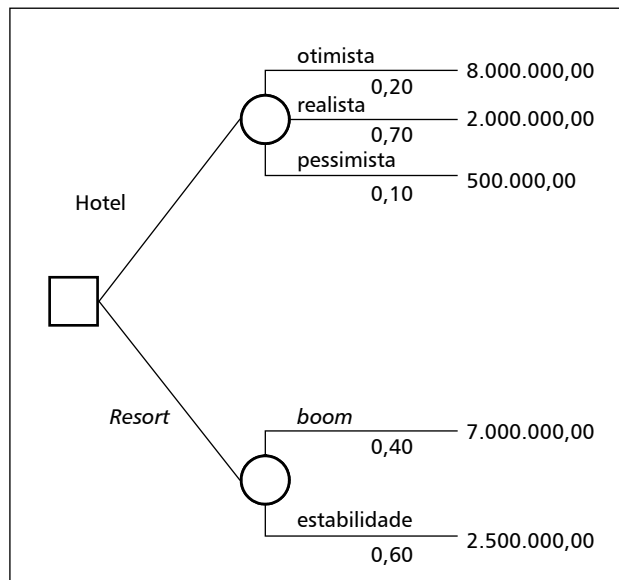 otimista
0,20 8.000.000,00
realista
0,70 2.000.000,00
pessimista
0,10 500.000,00
Hotel
Resort
boom
0,40 7.000.000,00
estabilidade
0,60 2.500.000,00